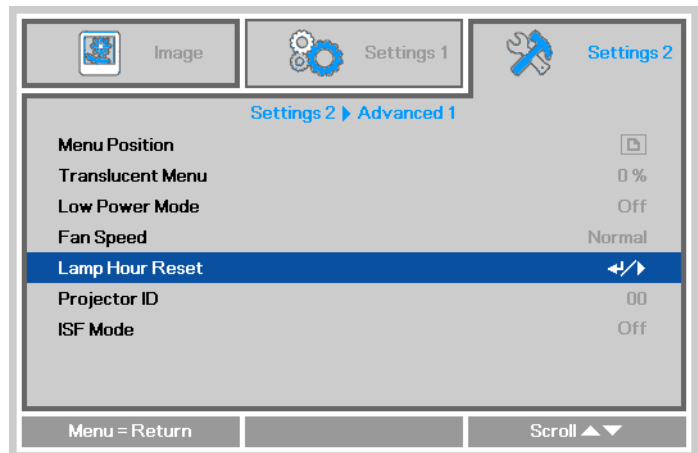 Image Settings 1 Settings 2
Settings 2 Advanced 1
Menu Position
Translucent Menu 0 %
Low Power Mode Off
Fan Speed Normal
Lamp Hour Reset
Projector ID 00
ISF Mode Off
Menu = Return Scroll ▲▼